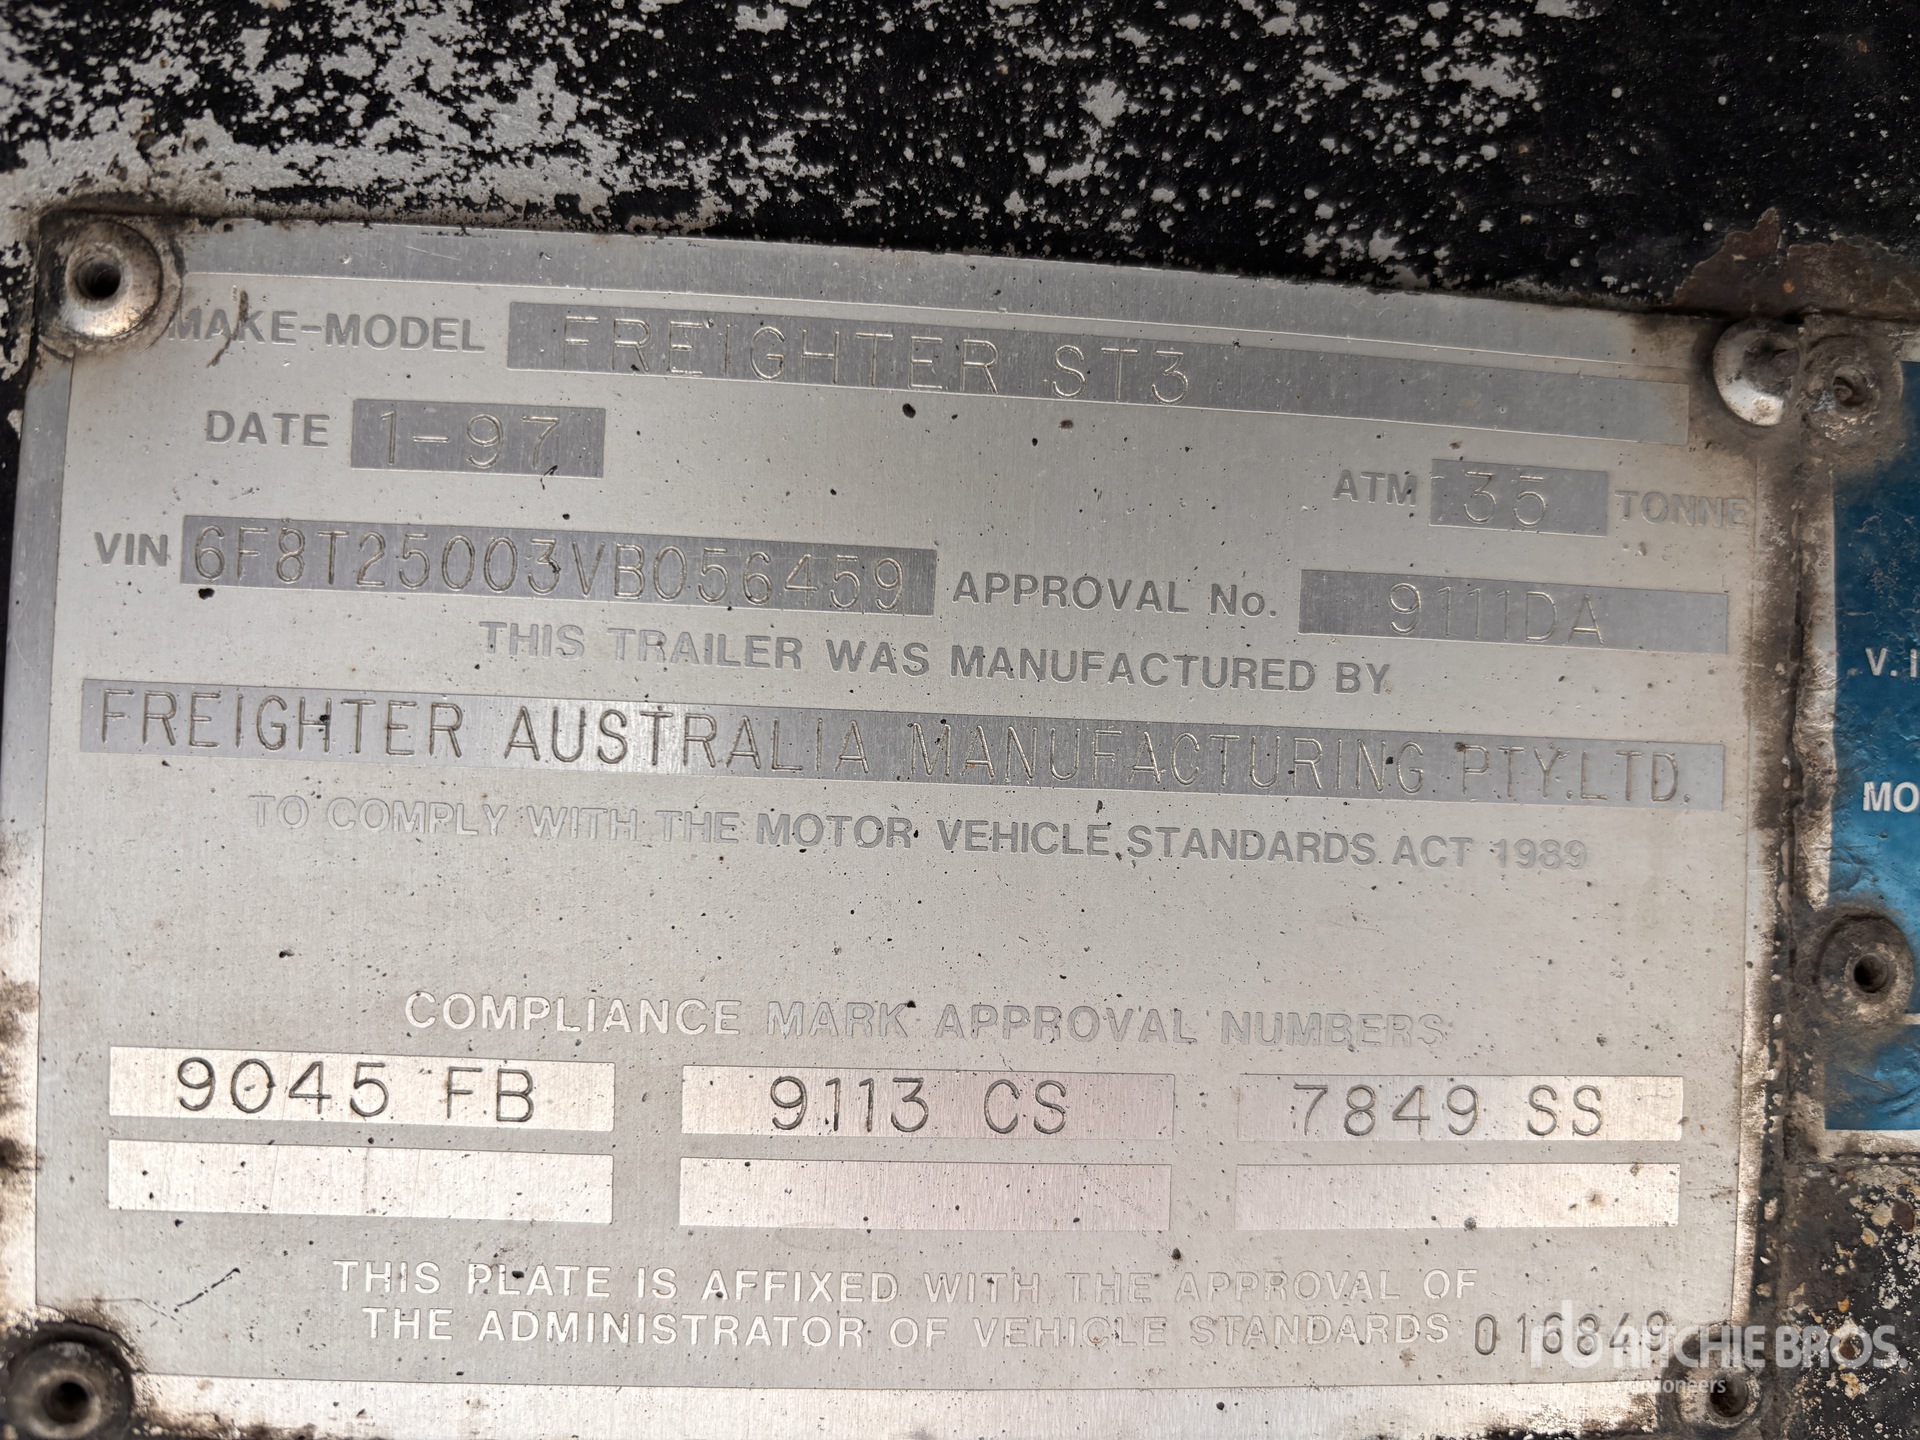 MAKE-MODEL FREIGHTER ST3
DATE 1-97
ATM 35 TONNE
VIN 6F8T25003VB056459 APPROVAL No. 9111DA
THIS TRAILER WAS MANUFACTURED BY
FREIGHTER AUSTRALIA MANUFACTURING PTY.LTD.
TO COMPLY WITH THE MOTOR VEHICLE STANDARDS ACT 1989
COMPLIANCE MARK APPROVAL NUMBERS
9045 FB 9113 CS 7849 SS
THIS PLATE IS AFFIXED WITH THE APPROVAL OF
THE ADMINISTRATOR OF VEHICLE STANDARDS 016849
V.I
MO
RITCHIE BROS.
Auctioneers